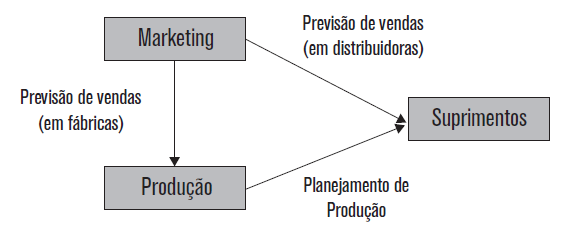 Marketing
Previsão de vendas
(em distribuidoras)
Previsão de vendas
(em fábricas)
Suprimentos
Produção
Planejamento de
Produção